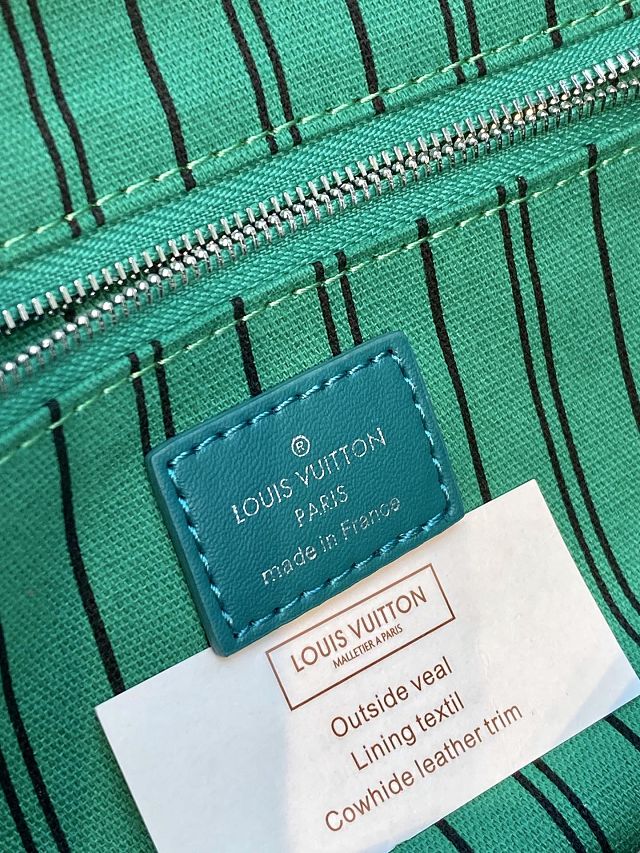 ®
LOUIS VUITTON
PARIS
made in France
LOUIS VUITTON
MALLETIER À PARIS
Outside veal
Lining textil
Cowhide leather trim